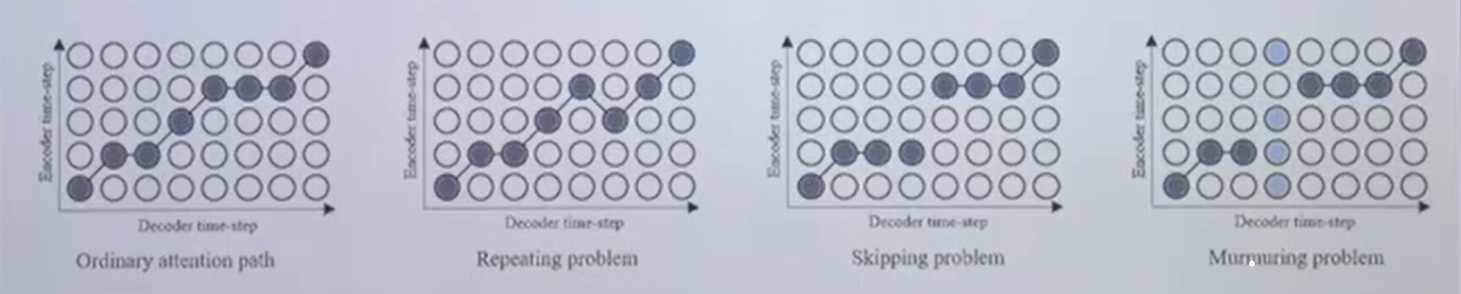 Encoder time-step
Decoder time-step
Ordinary attention path
Encoder time-step
Decoder time-step
Repeating problem
Encoder time-step
Decoder time-step
Skipping problem
Encoder time-step
Decoder time-step
Murmuring problem